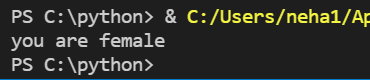 PS C:\python> & C:/Users/neha1/Ap
you are female
PS C:\python>